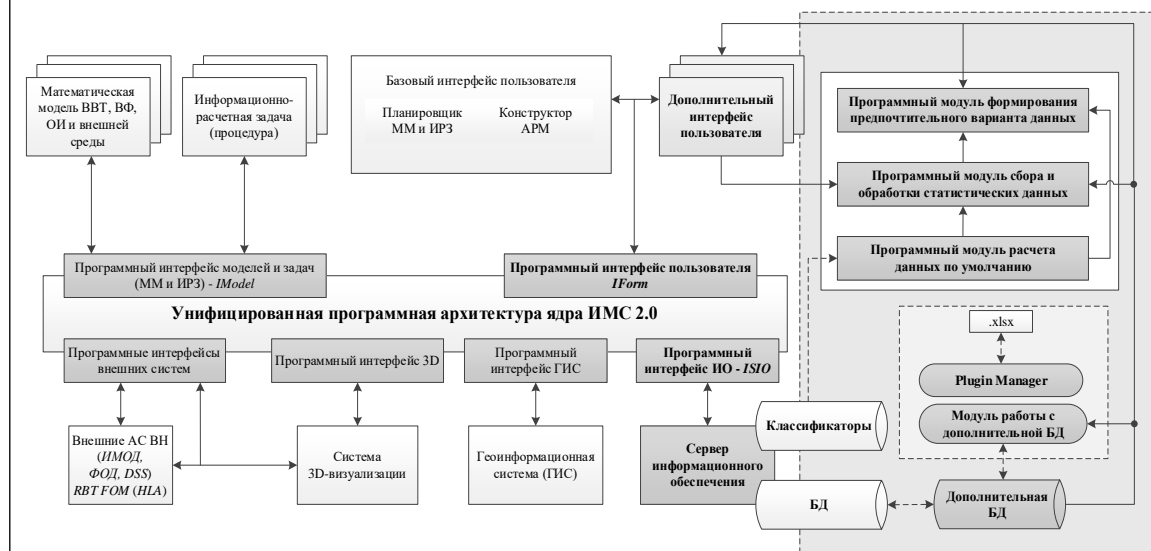 Математическая
модель ВВТ, ВФ,
ОИ и внешней
среды
Информационно-
расчетная задача
(процедура)
Базовый интерфейс пользователя
Планировщик
ММ и ИРЗ
Конструктор
АРМ
Дополнительный
интерфейс
пользователя
Программный модуль формирования
предпочтительного варианта данных
Программный модуль сбора и
обработки статистических данных
Программный модуль расчета
данных по умолчанию
Программный интерфейс моделей и задач
(ММ и ИРЗ) - IModel
Программный интерфейс пользователя
IForm
Унифицированная программная архитектура ядра ИМС 2.0
Программные интерфейсы
внешних систем
Программный интерфейс 3D
Программный
интерфейс ГИС
Программный
интерфейс ИО - ISIO
.xlsx
Plugin Manager
Модуль работы с
дополнительной БД
Внешние АС ВН
(ИМОД,
ФОД, DSS)
RBT FOM (HLA)
Система
3D-визуализации
Геоинформационная
система (ГИС)
Сервер
информационного
обеспечения
Классификаторы
БД
Дополнительная
БД